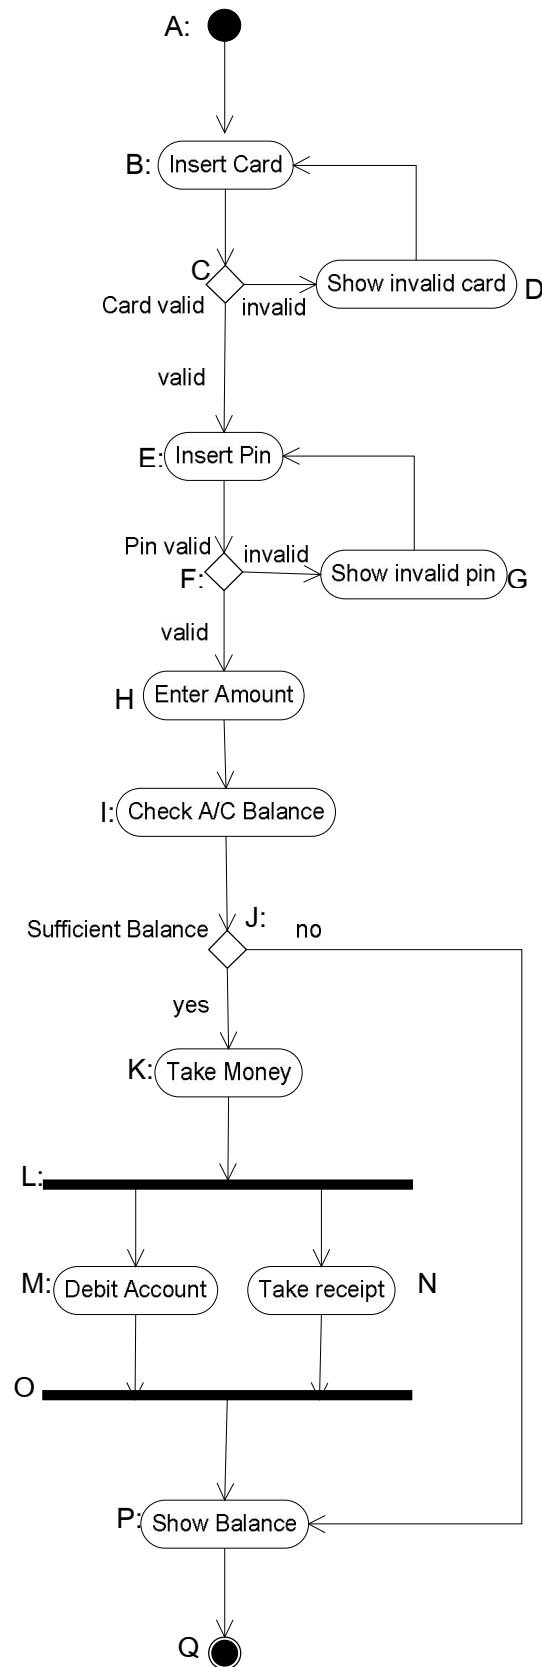 A:
B: Insert Card
C
Card valid invalid
Show invalid card D
valid
E: Insert Pin
Pin valid invalid
F: Show invalid pin G
valid
H Enter Amount
I: Check A/C Balance
Sufficient Balance J: no
yes
K: Take Money
L:
M: Debit Account Take receipt N
O
P: Show Balance
Q